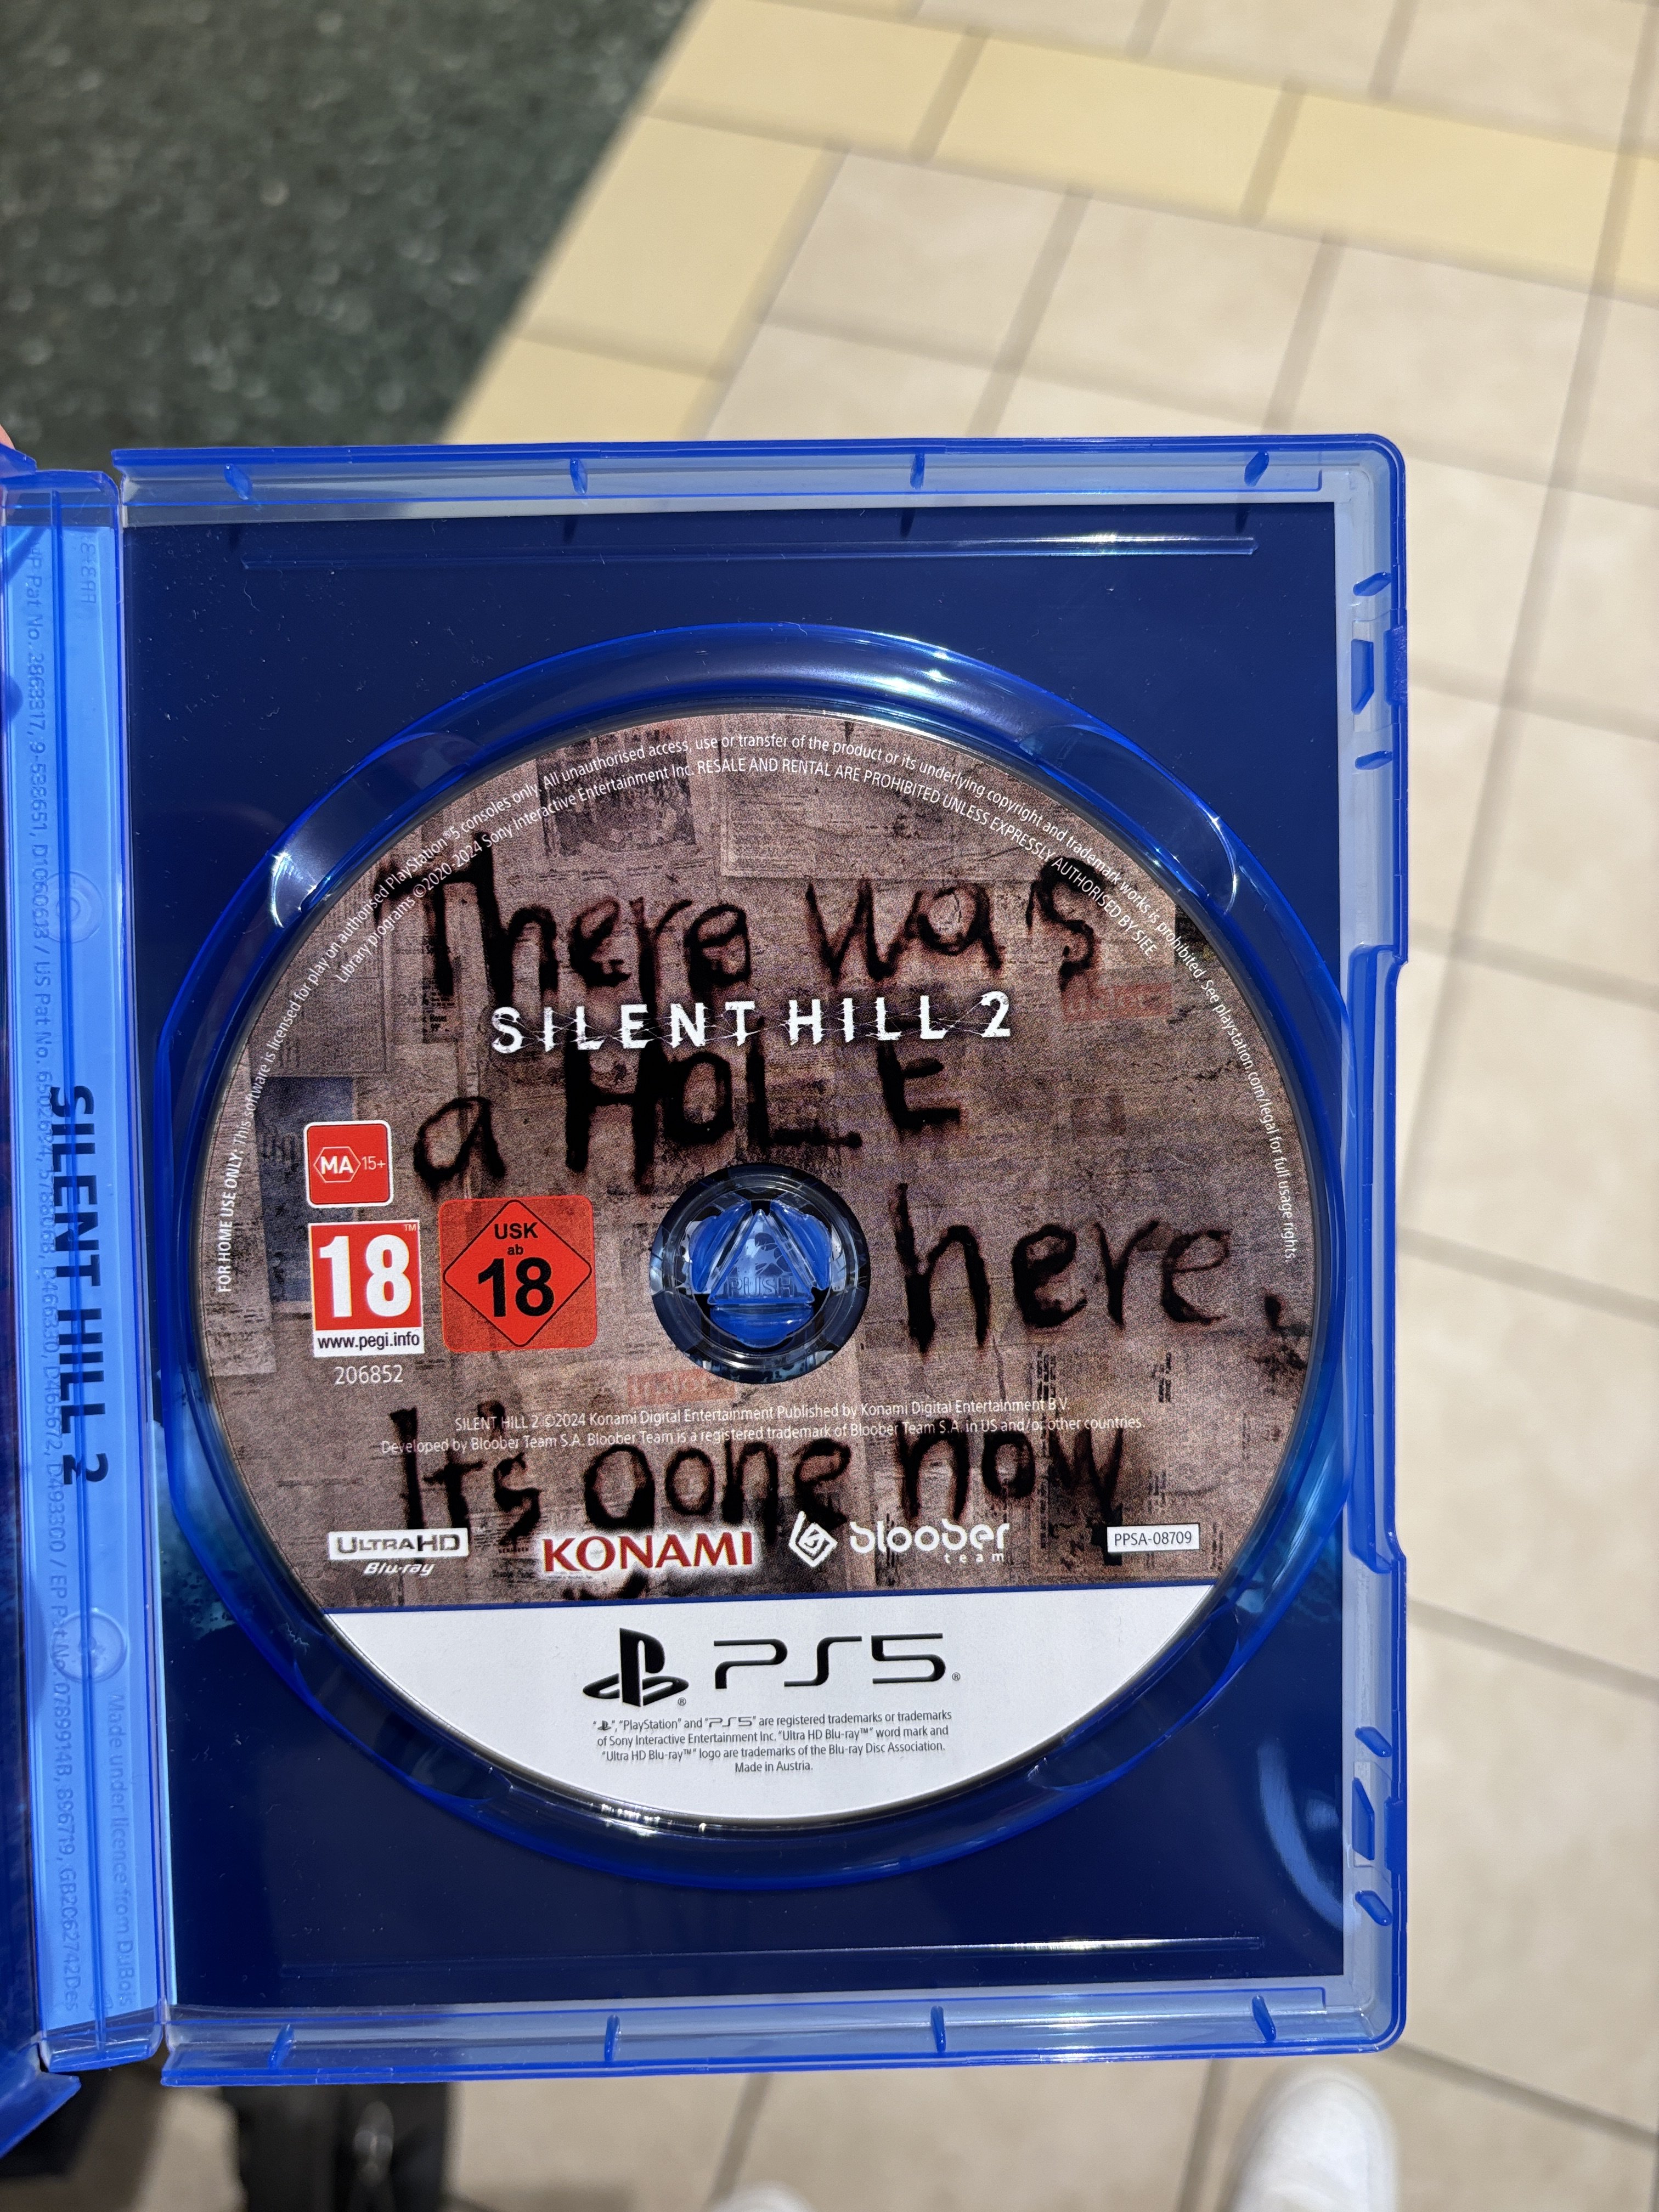 FOR HOME USE ONLY: This software is licensed for play on authorised PlayStation®5 consoles only. All unauthorised access, use or transfer of the product or its underlying copyright and trademark works is prohibited. See playstation.com/legal for full usage rights.
Library programs ©2020-2024 Sony Interactive Entertainment Inc. RESALE AND RENTAL ARE PROHIBITED UNLESS EXPRESSLY AUTHORISED BY SIEE
There was
SILENT HILL 2
a HOLE
MA 15+
here.
USK
ab
18
18™
www.pegi.info
PUSH
206852
SILENT HILL 2 ©2024 Konami Digital Entertainment Published by Konami Digital Entertainment B.V.
Developed by Bloober Team S.A. Bloober Team is a registered trademark of Bloober Team S.A. in US and/or other countries.
It's gone now
ULTRA HD
Blu-ray
KONAMI
bloober
team
PPSA-08709
PS5®
"PlayStation" and "PS5" are registered trademarks or trademarks
of Sony Interactive Entertainment Inc. "Ultra HD Blu-ray™" word mark and
"Ultra HD Blu-ray™" logo are trademarks of the Blu-ray Disc Association.
Made in Austria.
SILENT HILL 2
Made under licence from